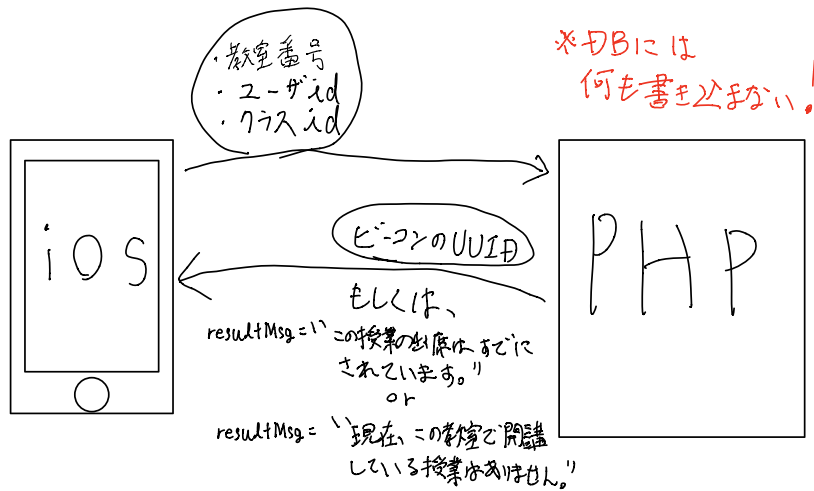 ・教室番号
・ユーザid
・クラスid
※DBには
何も書き込まない!
iOS
PHP
ビーコンのUUID
もしくは、
resultMsg="この授業の出席は、すでに
されています。"
or
resultMsg="現在、この教室で開講
している授業はありません。"